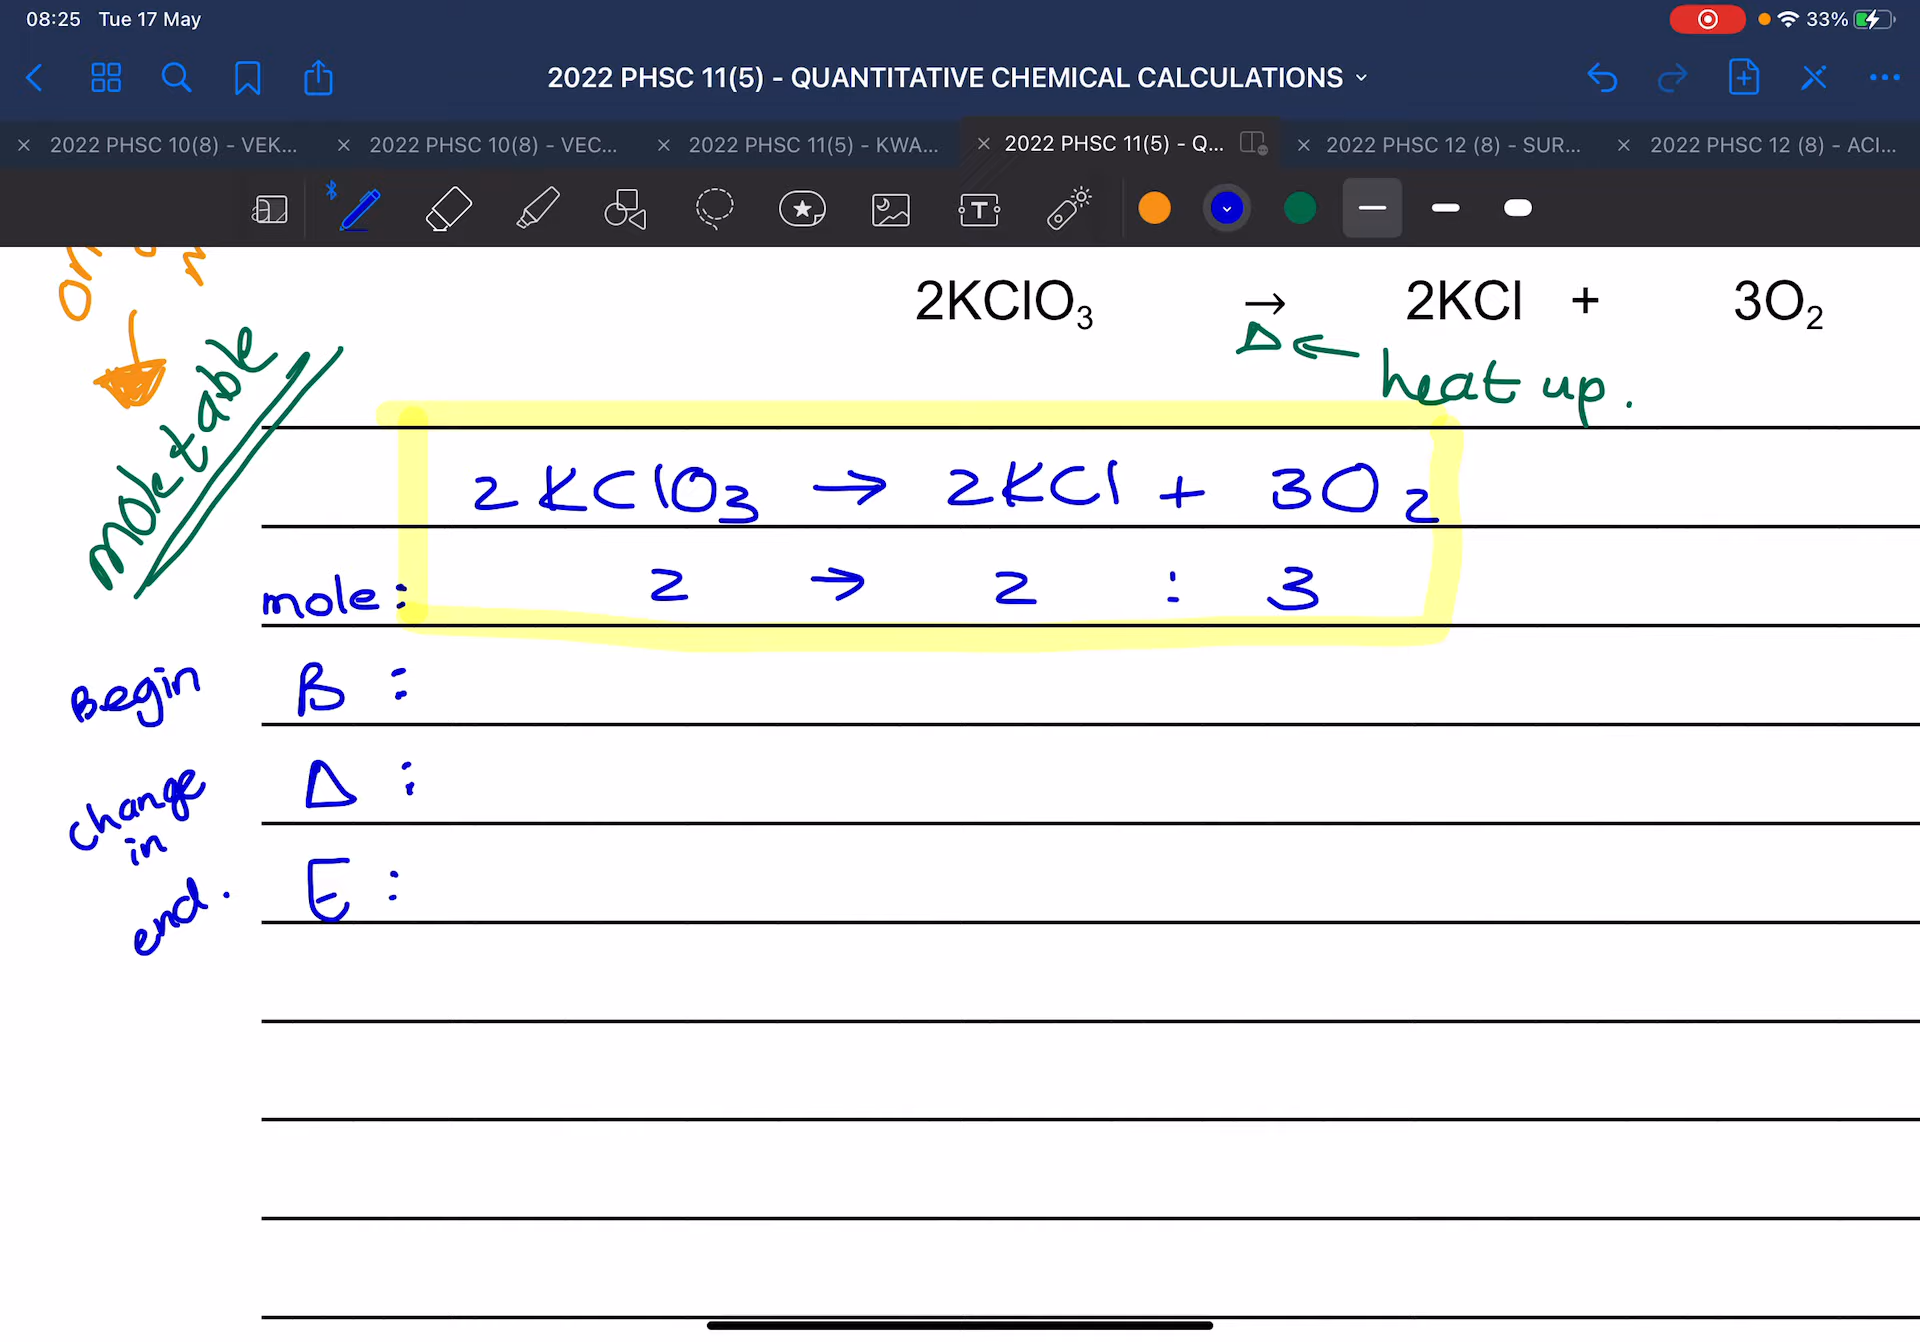 08:25 Tue 17 May 33%
2022 PHSC 11(5) - QUANTITATIVE CHEMICAL CALCULATIONS
2022 PHSC 10(8) - VEK... 2022 PHSC 10(8) - VEC... 2022 PHSC 11(5) - KWA... 2022 PHSC 11(5) - Q... 2022 PHSC 12 (8) - SUR... 2022 PHSC 12 (8) - ACI...
T
2KClO₃ → 2KCl + 3O₂
Δ ⇐ heat up.
mole table
2KClO₃ → 2KCl + 3O₂
mole: 2 → 2 : 3
Begin B :
change in Δ :
end. E :